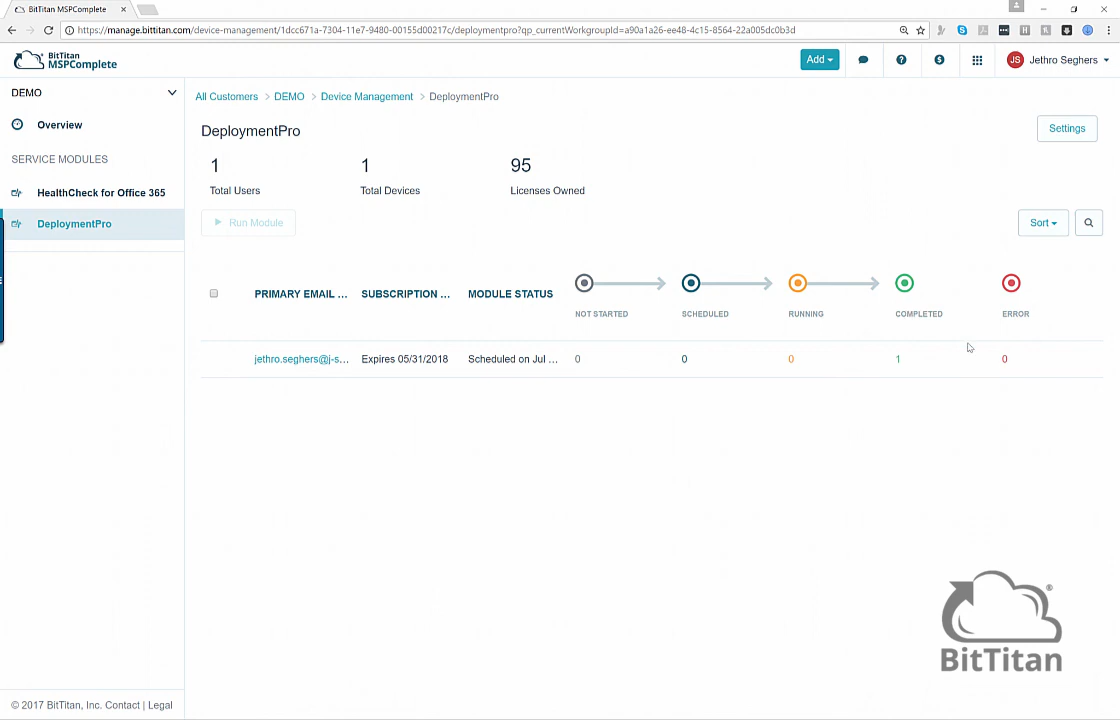 BitTitan MSPComplete
https://manage.bittitan.com/device-management/1dcc671a-7304-11e7-9480-00155d00217c/deploymentpro?qp_currentWorkgroupId=a90a1a26-ee48-4c15-8564-22a005dc0b3d
BitTitan
MSPComplete
Add
JS
Jethro Seghers
DEMO
Overview
SERVICE MODULES
HealthCheck for Office 365
DeploymentPro
All Customers > DEMO > Device Management > DeploymentPro
DeploymentPro
Settings
1
Total Users
1
Total Devices
95
Licenses Owned
Run Module
Sort
PRIMARY EMAIL ...
SUBSCRIPTION ...
MODULE STATUS
NOT STARTED
SCHEDULED
RUNNING
COMPLETED
ERROR
jethro.seghers@j-s...
Expires 05/31/2018
Scheduled on Jul ...
0
0
0
1
0
BitTitan
© 2017 BitTitan, Inc. Contact | Legal